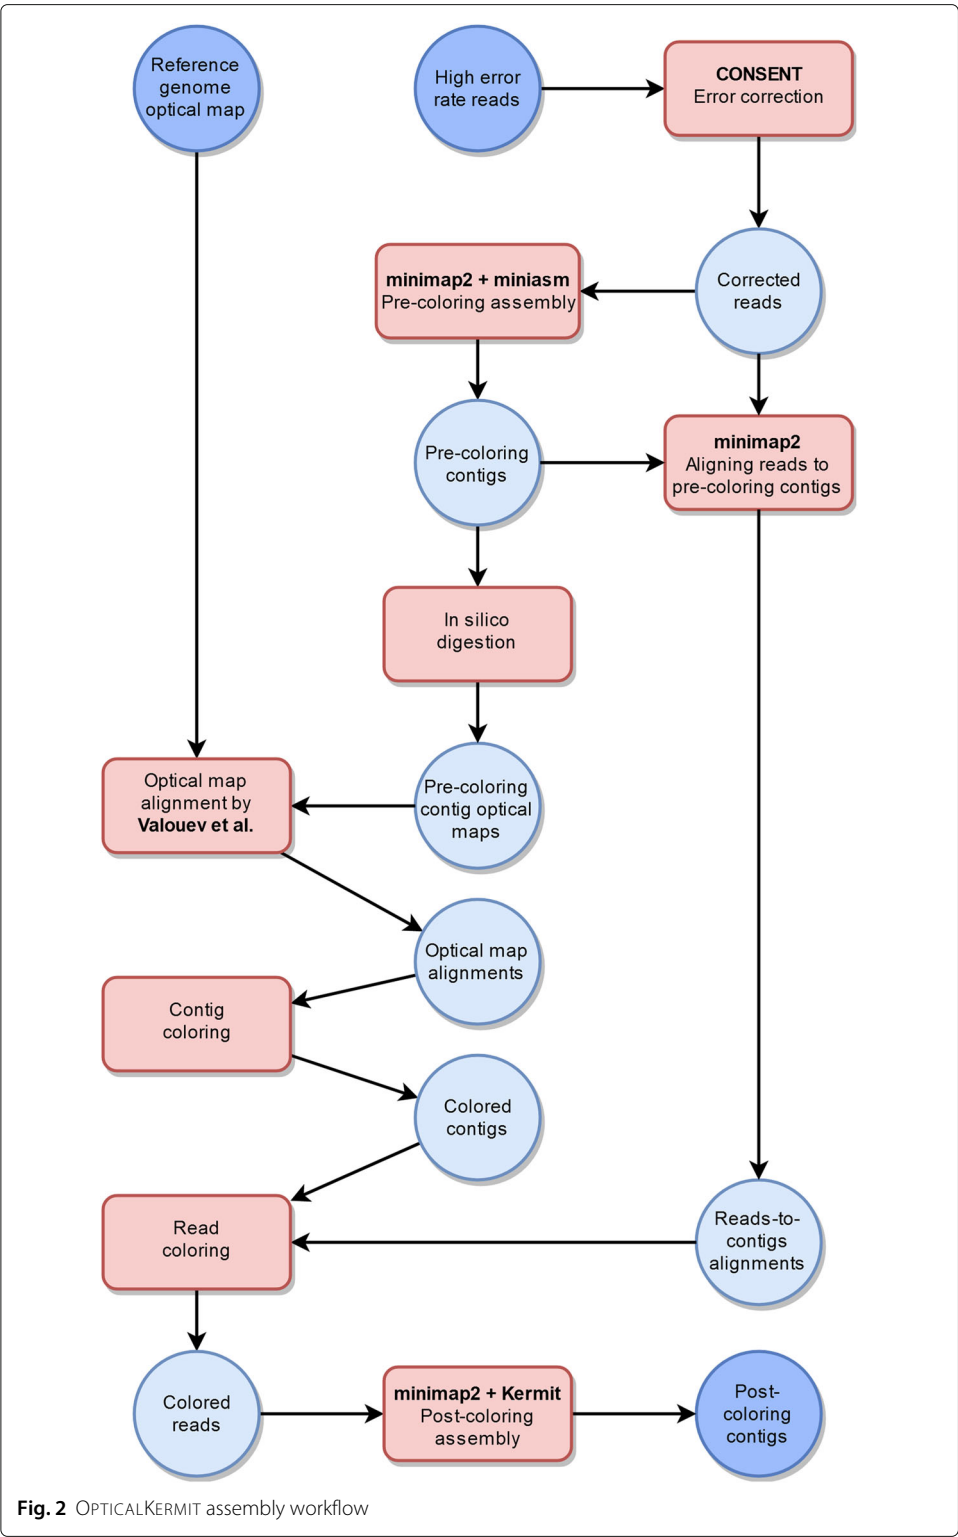 Reference
genome
optical map
High error
rate reads
CONSENT
Error correction
minimap2 + miniasm
Pre-coloring assembly
Corrected
reads
Pre-coloring
contigs
minimap2
Aligning reads to
pre-coloring contigs
In silico
digestion
Optical map
alignment by
Valouev et al.
Pre-coloring
contig optical
maps
Optical map
alignments
Contig
coloring
Colored
contigs
Read
coloring
Reads-to-
contigs
alignments
Colored
reads
minimap2 + Kermit
Post-coloring
assembly
Post-
coloring
contigs
Fig. 2 OPTICALKERMIT assembly workflow